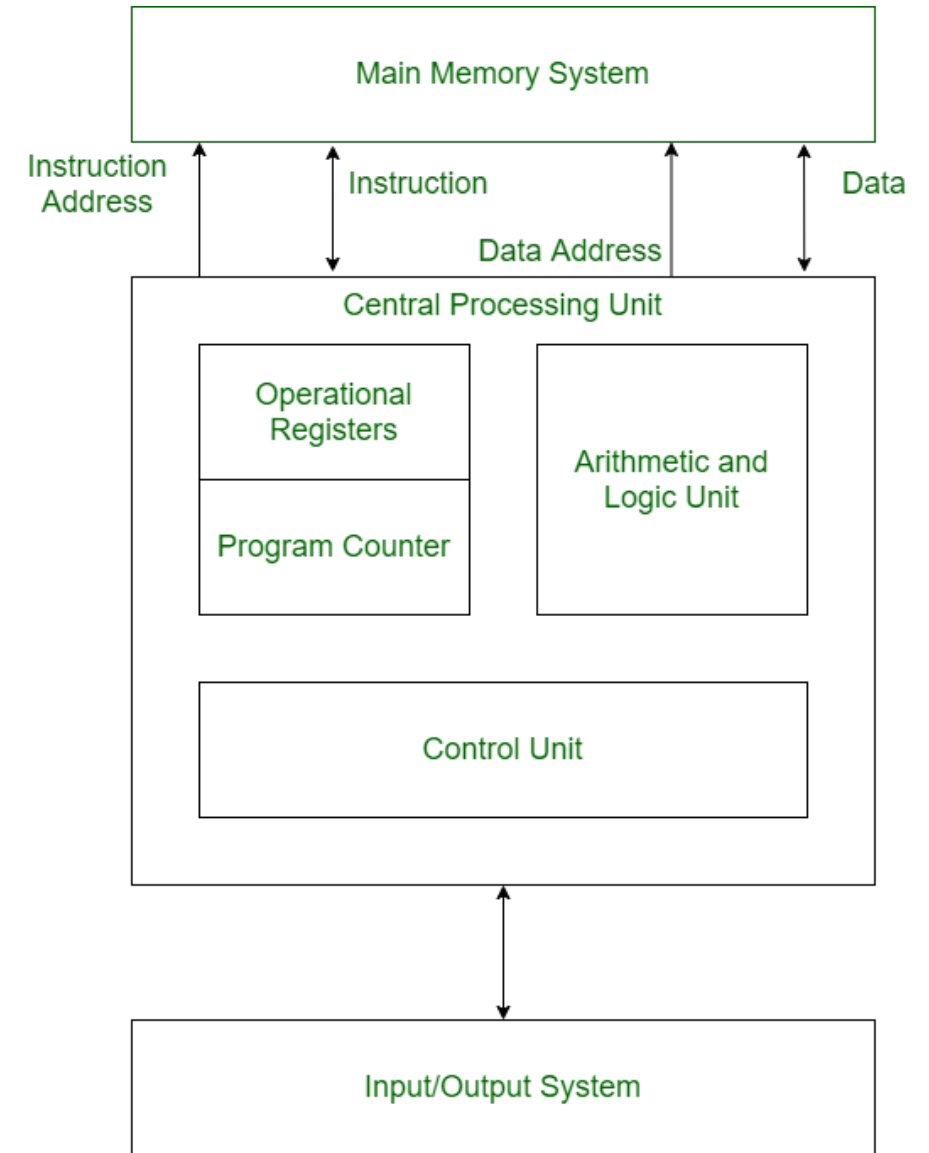 Main Memory System
Instruction
Address
Instruction
Data
Data Address
Central Processing Unit
Operational
Registers
Arithmetic and
Logic Unit
Program Counter
Control Unit
Input/Output System